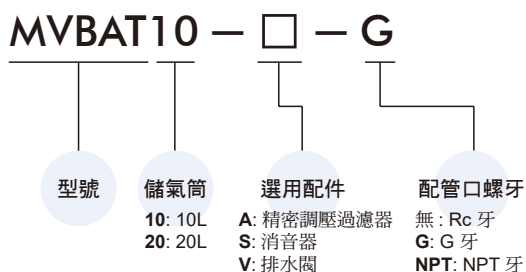 MVBAT10 — □ — G
型號 儲氣筒 選用配件 配管口螺牙
10: 10L A: 精密調壓過濾器 無 : Rc 牙
20: 20L S: 消音器 G: G 牙
V: 排水閥 NPT: NPT 牙